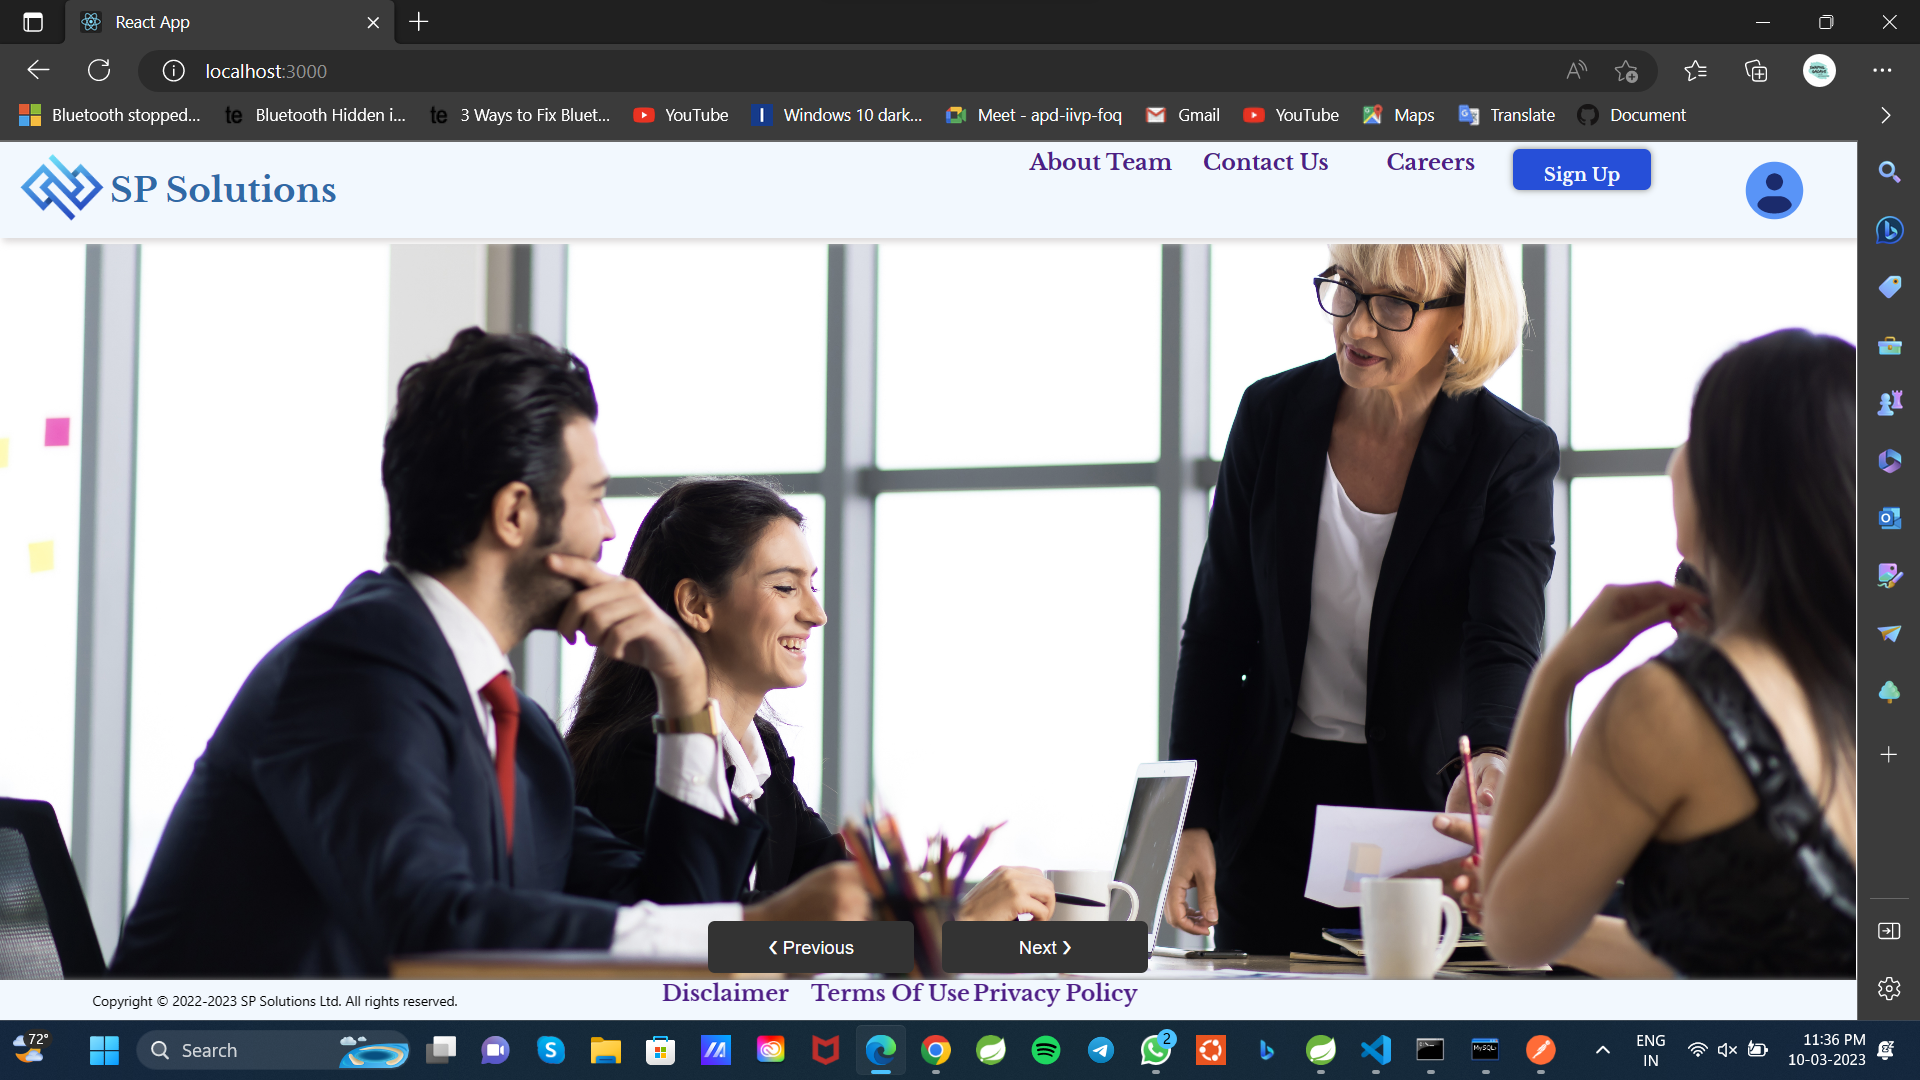 React App
localhost:3000
Bluetooth stopped...
te Bluetooth Hidden i...
te 3 Ways to Fix Bluet...
YouTube
I Windows 10 dark...
Meet - apd-iivp-foq
Gmail
YouTube
Maps
Translate
Document
SP Solutions
About Team
Contact Us
Careers
Sign Up
‹ Previous
Next ›
Copyright © 2022-2023 SP Solutions Ltd. All rights reserved.
Disclaimer
Terms Of Use
Privacy Policy
72°
Search
2
MySQL
ENG
IN
11:36 PM
10-03-2023